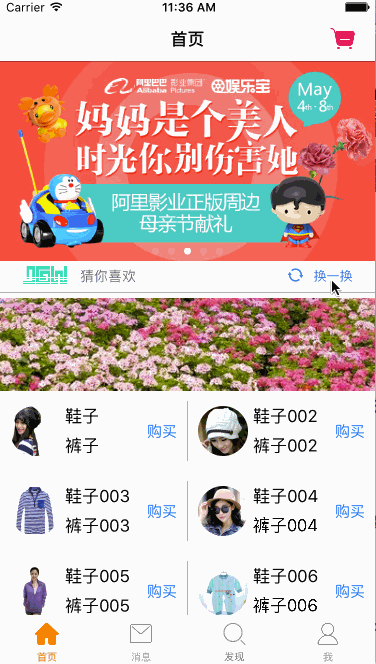 Carrier 11:36 AM
首页
阿里巴巴 影业集团 娱乐宝
Alibaba Pictures
May
4th - 8th
妈妈是个美人
时光你别伤害她
阿里影业正版周边
母亲节献礼
猜你喜欢 换一换
鞋子 购买
裤子
鞋子002 购买
裤子002
鞋子003 购买
裤子003
鞋子004 购买
裤子004
鞋子005 购买
裤子005
鞋子006 购买
裤子006
首页 消息 发现 我